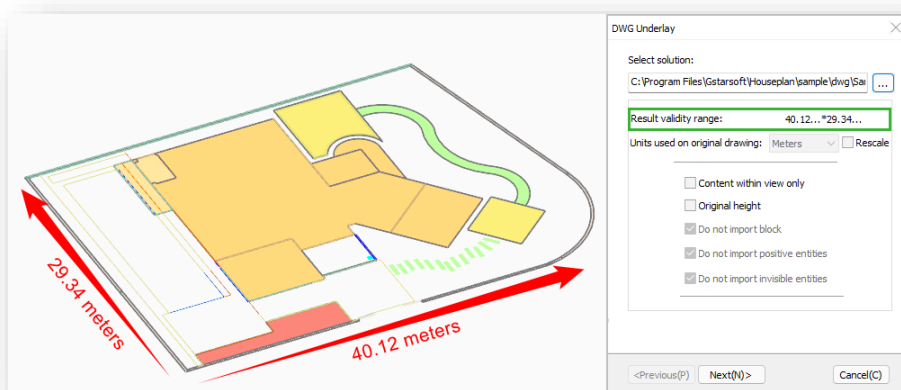 DWG Underlay
Select solution:
C:\Program Files\Gstarsoft\Houseplan\sample\dwg\Sar
...
Result validity range: 40.12...*29.34...
Units used on original drawing: Meters Rescale
Content within view only
Original height
Do not import block
Do not import positive entities
Do not import invisible entities
<Previous(P) Next(N)> Cancel(C)
29.34 meters
40.12 meters